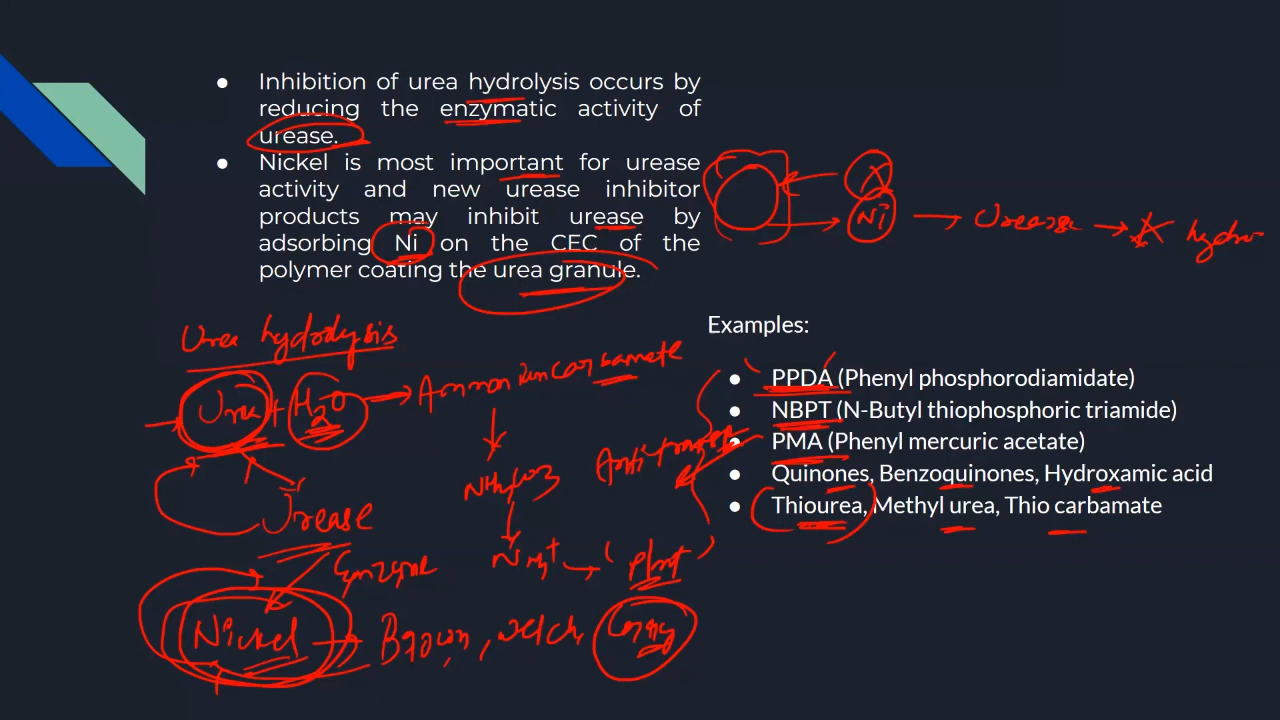 ● Inhibition of urea hydrolysis occurs by
reducing the enzymatic activity of
urease.
● Nickel is most important for urease
activity and new urease inhibitor
products may inhibit urease by
adsorbing Ni on the CEC of the
polymer coating the urea granule.
X
Ni → Urease → hydro
Urea hydrolysis
Urea + H2O → Ammonium carbamate
Urease
Enzyme
NH4+ → Plant
Nickel → Brown, welch,
Examples:
● PPDA (Phenyl phosphorodiamidate)
● NBPT (N-Butyl thiophosphoric triamide)
● PMA (Phenyl mercuric acetate)
● Quinones, Benzoquinones, Hydroxamic acid
● Thiourea, Methyl urea, Thio carbamate